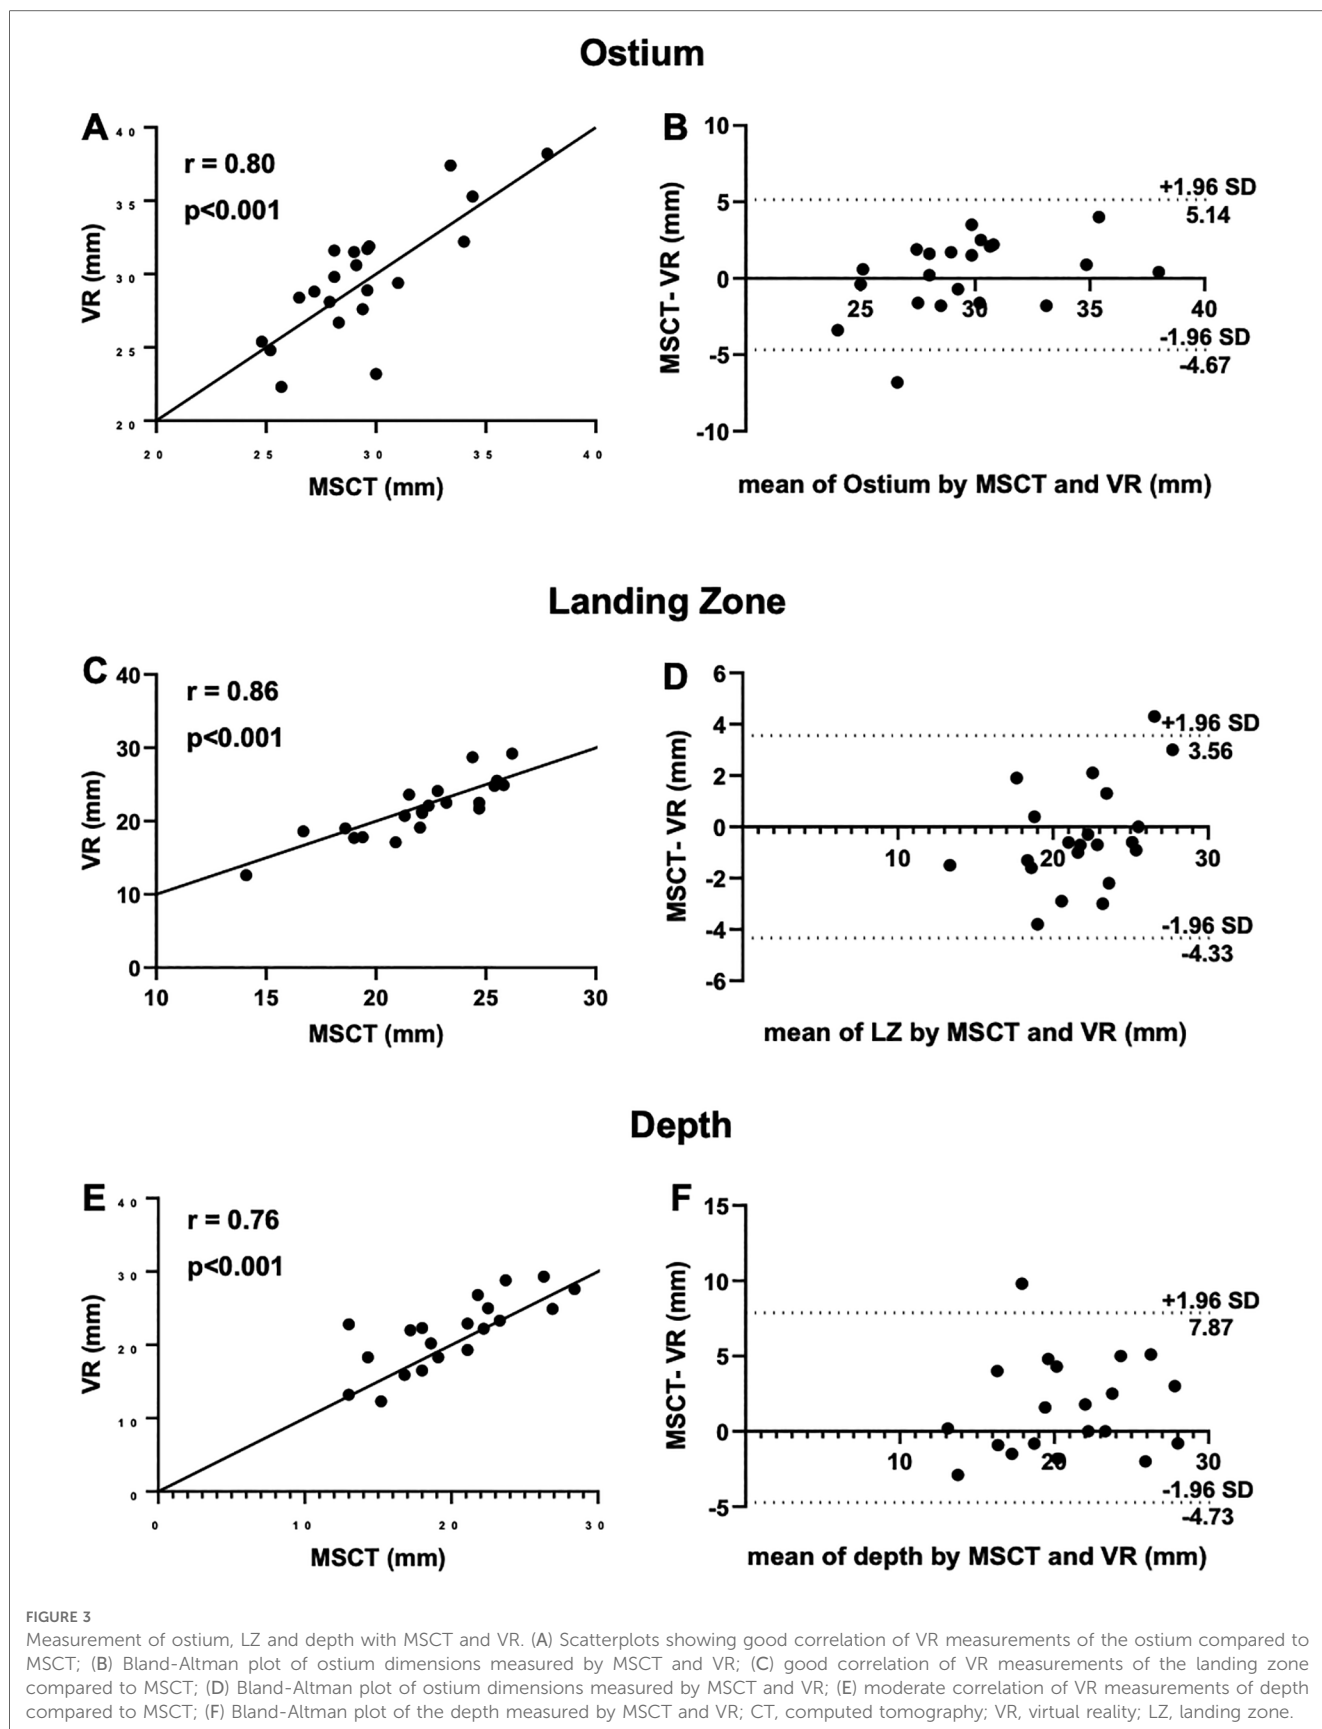 Ostium
A
40
35
30
25
20
r = 0.80
p<0.001
VR (mm)
20 25 30 35 40
MSCT (mm)
B
10
5
0
-5
-10
MSCT- VR (mm)
+1.96 SD
5.14
25 30 35 40
-1.96 SD
-4.67
mean of Ostium by MSCT and VR (mm)
Landing Zone
C
40
30
20
10
0
r = 0.86
p<0.001
VR (mm)
10 15 20 25 30
MSCT (mm)
D
6
4
2
0
-2
-4
-6
MSCT- VR (mm)
+1.96 SD
3.56
10 20 30
-1.96 SD
-4.33
mean of LZ by MSCT and VR (mm)
Depth
E
40
30
20
10
0
r = 0.76
p<0.001
VR (mm)
0 10 20 30
MSCT (mm)
F
15
10
5
0
-5
MSCT- VR (mm)
+1.96 SD
7.87
10 20 30
-1.96 SD
-4.73
mean of depth by MSCT and VR (mm)
FIGURE 3
Measurement of ostium, LZ and depth with MSCT and VR. (A) Scatterplots showing good correlation of VR measurements of the ostium compared to
MSCT; (B) Bland-Altman plot of ostium dimensions measured by MSCT and VR; (C) good correlation of VR measurements of the landing zone
compared to MSCT; (D) Bland-Altman plot of ostium dimensions measured by MSCT and VR; (E) moderate correlation of VR measurements of depth
compared to MSCT; (F) Bland-Altman plot of the depth measured by MSCT and VR; CT, computed tomography; VR, virtual reality; LZ, landing zone.